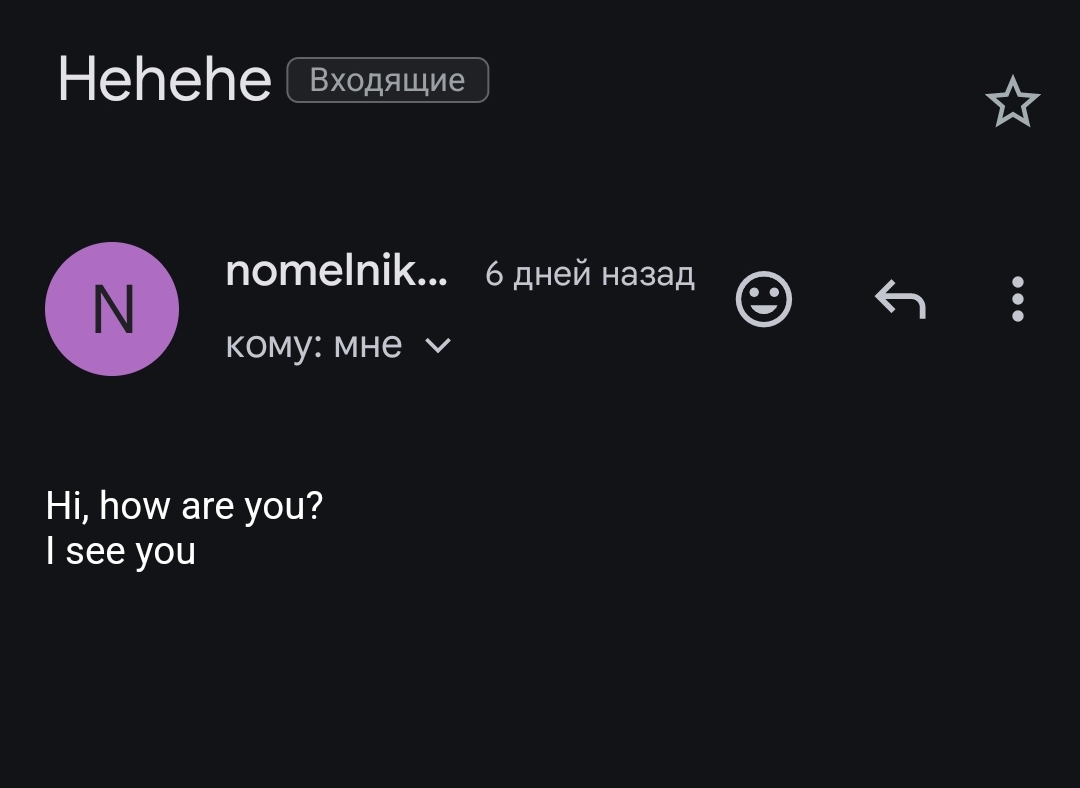 Hehehe Входящие
N
nomelnik... 6 дней назад
кому: мне
Hi, how are you?
I see you